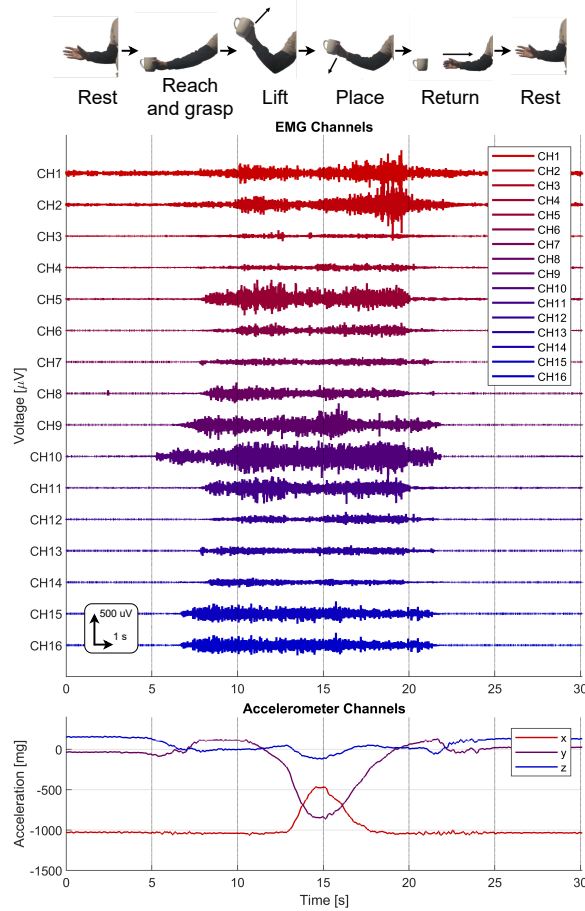 Rest
Reach
and grasp
Lift
Place
Return
Rest
EMG Channels
Voltage [μV]
CH1
CH2
CH3
CH4
CH5
CH6
CH7
CH8
CH9
CH10
CH11
CH12
CH13
CH14
CH15
CH16
CH1
CH2
CH3
CH4
CH5
CH6
CH7
CH8
CH9
CH10
CH11
CH12
CH13
CH14
CH15
CH16
500 uV
1 s
0 5 10 15 20 25 30
Accelerometer Channels
Acceleration [mg]
0
-500
-1000
-1500
x
y
z
0 5 10 15 20 25 30
Time [s]